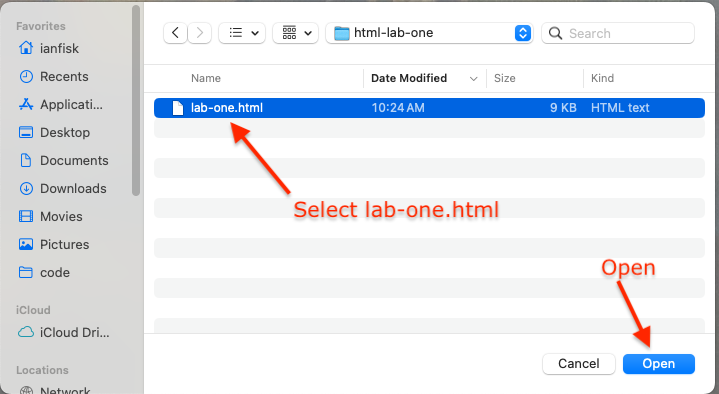 Favorites
ianfisk
Recents
Applicati...
Desktop
Documents
Downloads
Movies
Pictures
code
iCloud
iCloud Dri...
Locations
Network
html-lab-one
Search
Name
Date Modified
Size
Kind
lab-one.html
10:24 AM
9 KB
HTML text
Select lab-one.html
Open
Cancel
Open